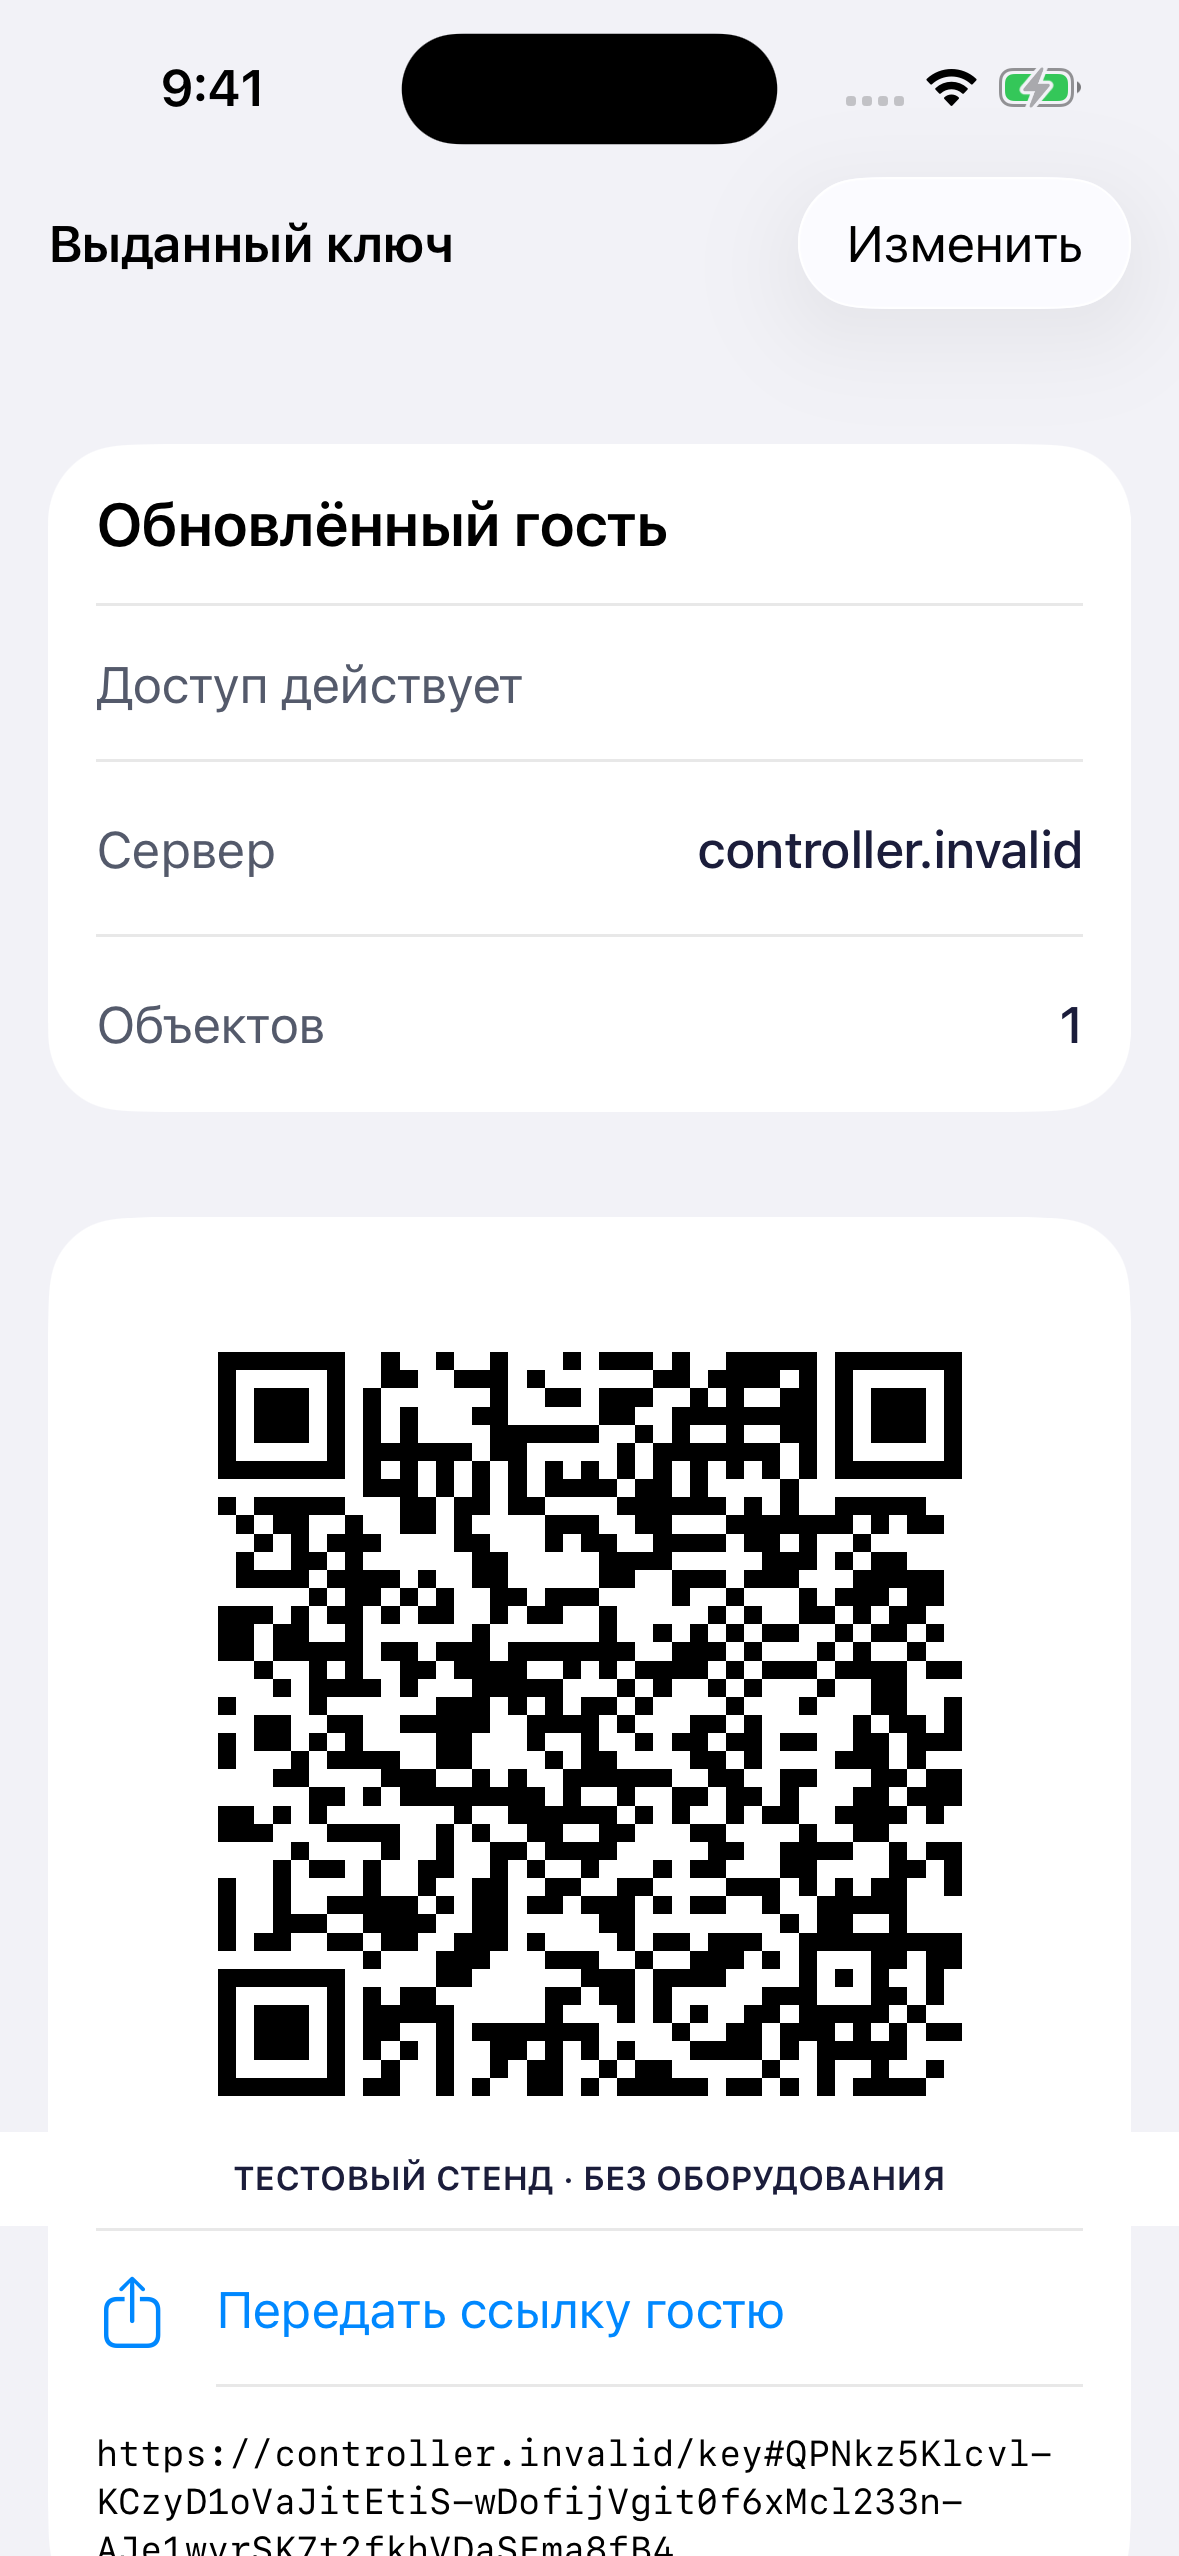 9:41
Выданный ключ
Изменить
Обновлённый гость
Доступ действует
Сервер controller.invalid
Объектов 1
ТЕСТОВЫЙ СТЕНД · БЕЗ ОБОРУДОВАНИЯ
Передать ссылку гостю
https://controller.invalid/key#QPNkz5Klcvl-
KCzyD1oVaJitEtiS-wDofijVgit0f6xMcl233n-
AJe1wyrSK7t2fkhVDaSEma8fB4